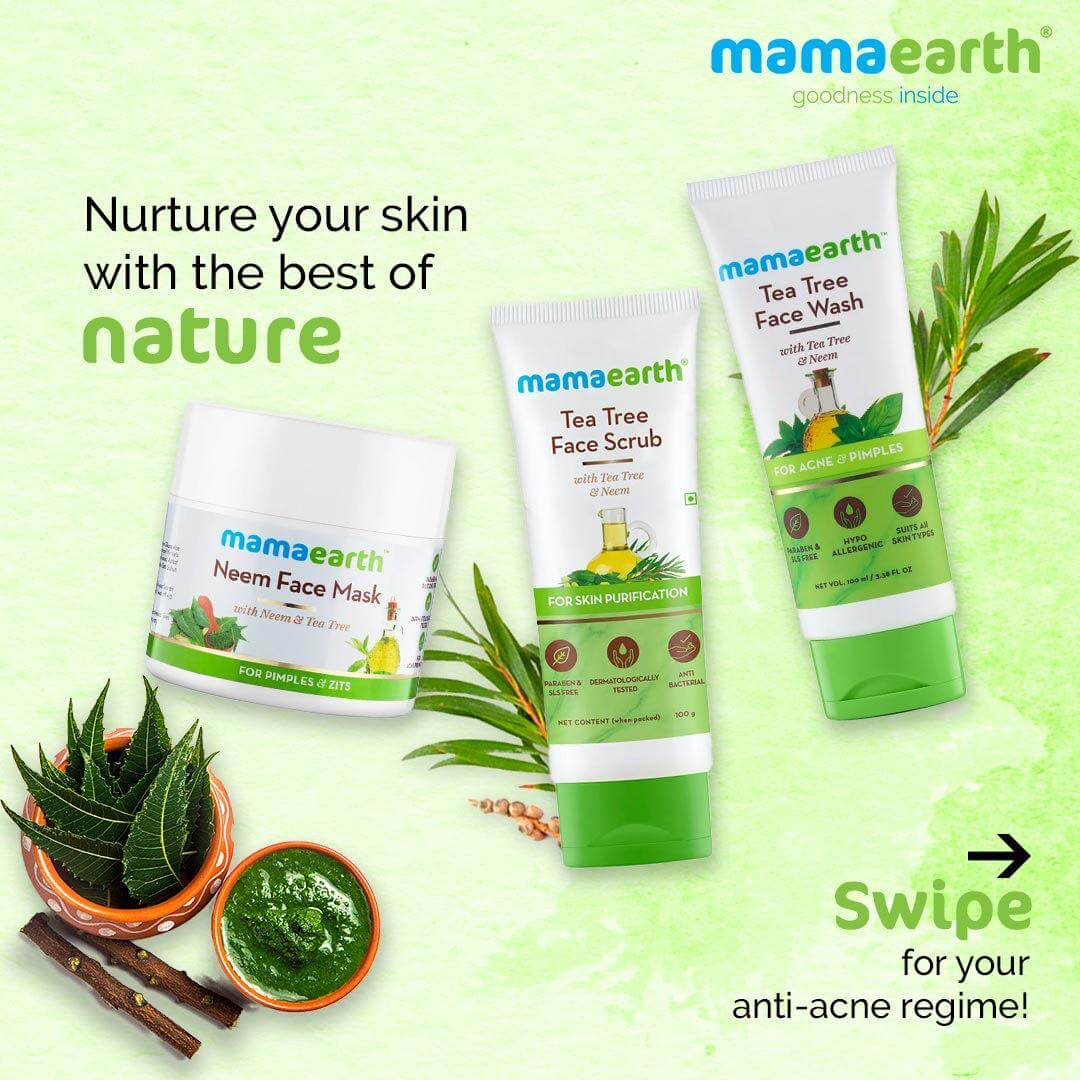 mamaearth®
goodness inside
Nurture your skin
with the best of
nature
mamaearth™
Neem Face Mask
with Neem & Tea Tree
FOR PIMPLES & ZITS
mamaearth®
Tea Tree
Face Scrub
with Tea Tree
& Neem
FOR SKIN PURIFICATION
PARABEN &
SLS FREE
DERMATOLOGICALLY
TESTED
ANTI
BACTERIAL
NET CONTENT (when packed) 100 g
mamaearth™
Tea Tree
Face Wash
with Tea Tree
& Neem
FOR ACNE & PIMPLES
PARABEN &
SLS FREE
HYPO
ALLERGENIC
SUITS All
SKIN TYPES
NET VOL. 100 ml / 3.38 FL OZ
Swipe
for your
anti-acne regime!